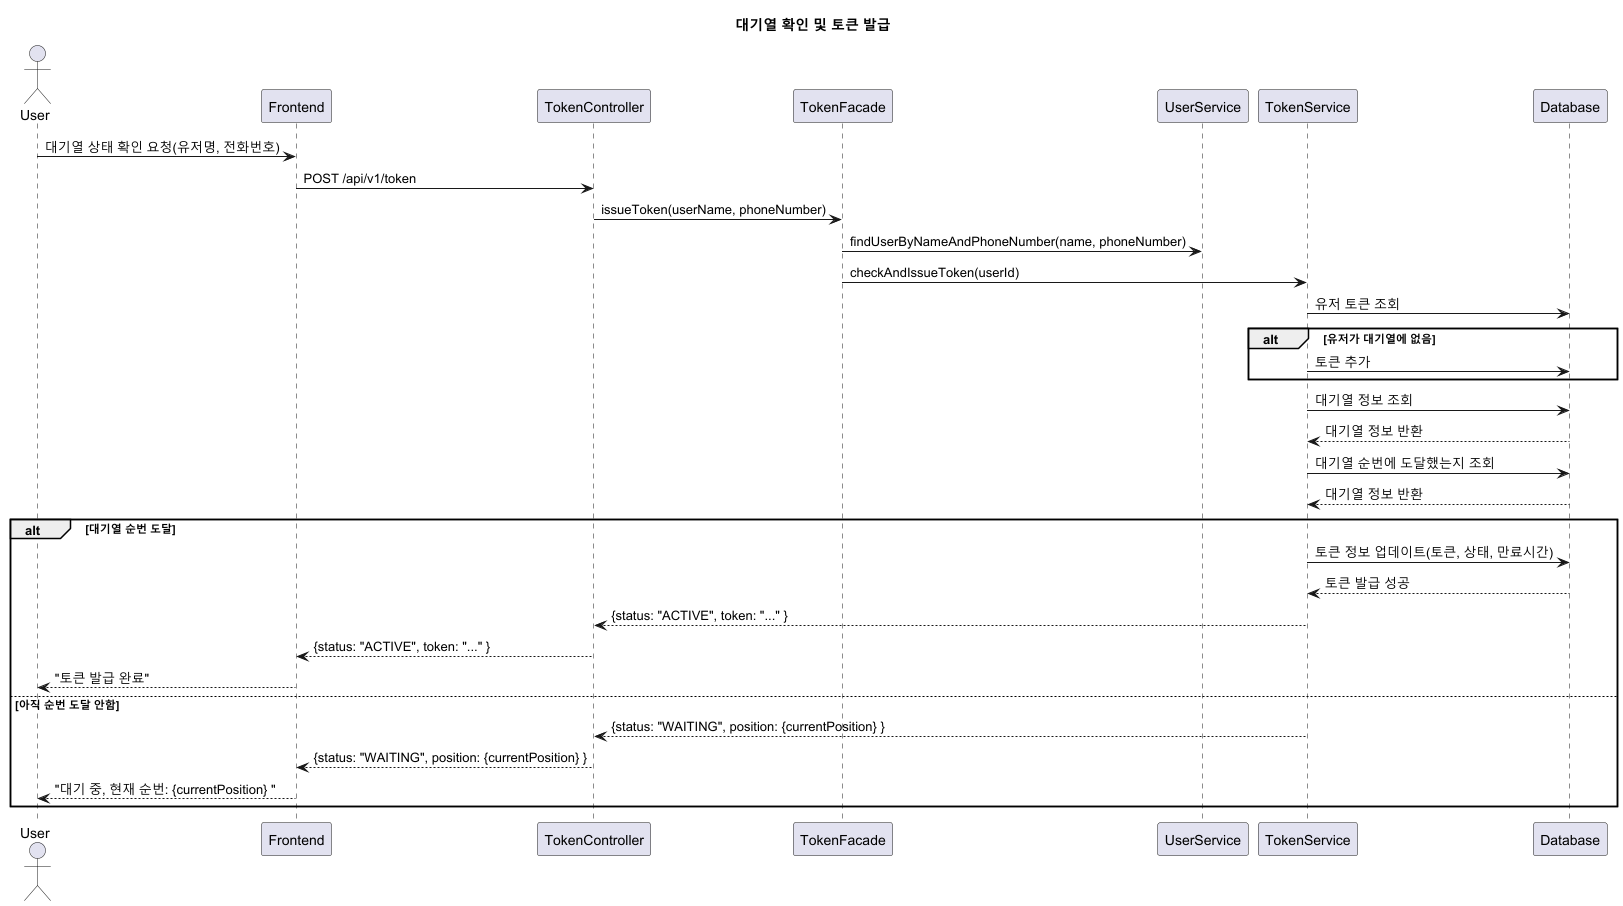 대기열 확인 및 토큰 발급
User
Frontend
TokenController
TokenFacade
UserService
TokenService
Database
대기열 상태 확인 요청(유저명, 전화번호)
POST /api/v1/token
issueToken(userName, phoneNumber)
findUserByNameAndPhoneNumber(name, phoneNumber)
checkAndIssueToken(userId)
유저 토큰 조회
alt
[유저가 대기열에 없음]
토큰 추가
대기열 정보 조회
대기열 정보 반환
대기열 순번에 도달했는지 조회
대기열 정보 반환
alt
[대기열 순번 도달]
토큰 정보 업데이트(토큰, 상태, 만료시간)
토큰 발급 성공
{status: "ACTIVE", token: "..." }
{status: "ACTIVE", token: "..." }
"토큰 발급 완료"
[아직 순번 도달 안함]
{status: "WAITING", position: {currentPosition} }
{status: "WAITING", position: {currentPosition} }
"대기 중, 현재 순번: {currentPosition} "
User
Frontend
TokenController
TokenFacade
UserService
TokenService
Database